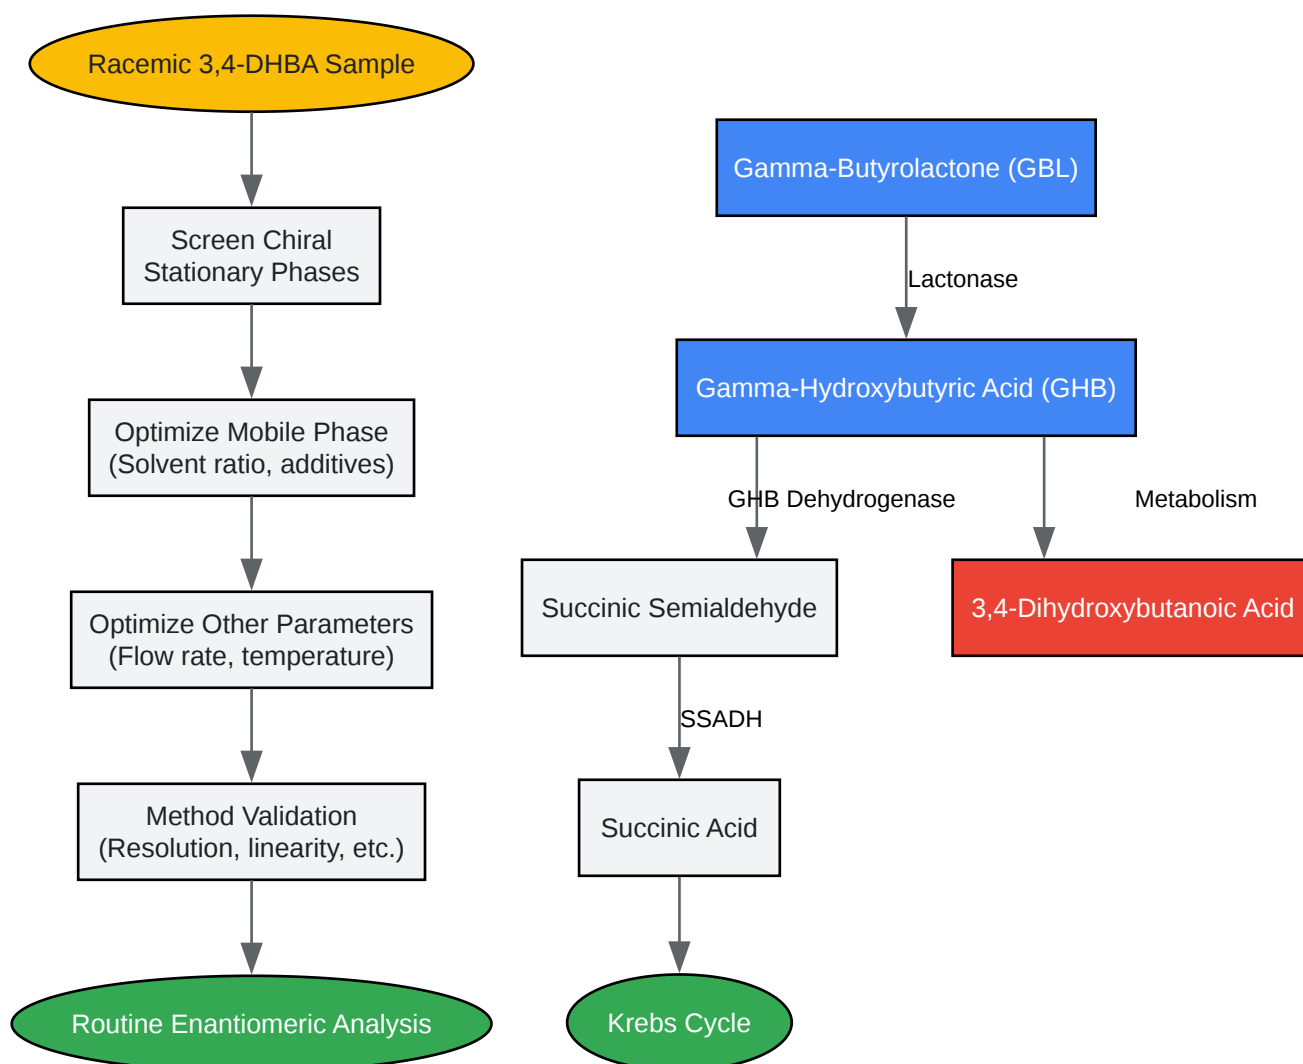 Racemic 3,4-DHBA Sample
Screen Chiral
Stationary Phases
Optimize Mobile Phase
(Solvent ratio, additives)
Optimize Other Parameters
(Flow rate, temperature)
Method Validation
(Resolution, linearity, etc.)
Routine Enantiomeric Analysis
Gamma-Butyrolactone (GBL)
Lactonase
Gamma-Hydroxybutyric Acid (GHB)
GHB Dehydrogenase
Metabolism
Succinic Semialdehyde
3,4-Dihydroxybutanoic Acid
SSADH
Succinic Acid
Krebs Cycle